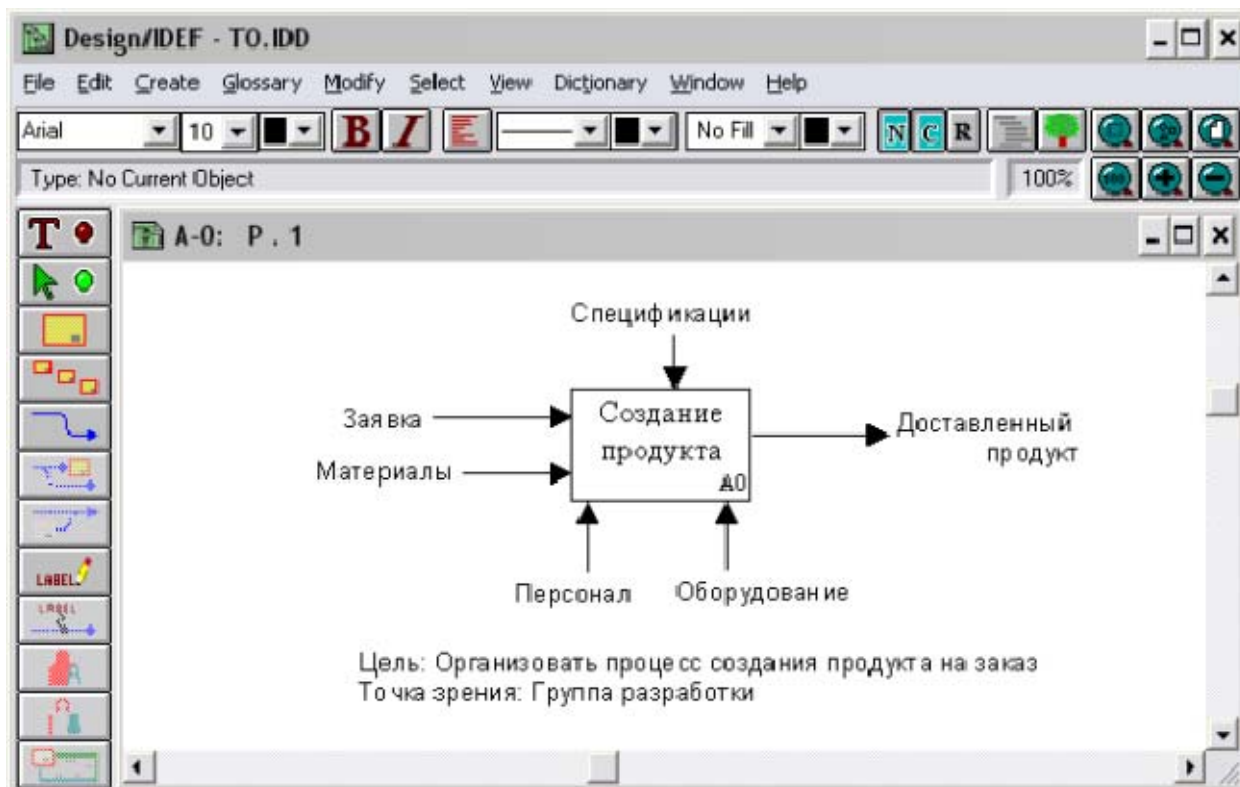 Design/IDEF - TO.IDD
File Edit Create Glossary Modify Select View Dictionary Window Help
Arial 10 B I No Fill N C R
Type: No Current Object 100% 100
T A-0: P . 1
Спецификации
Заявка
Создание
продукта
A0
Материалы
Доставленный
продукт
LABEL
LABEL
Персонал Оборудование
Цель: Организовать процесс создания продукта на заказ
Точка зрения: Группа разработки